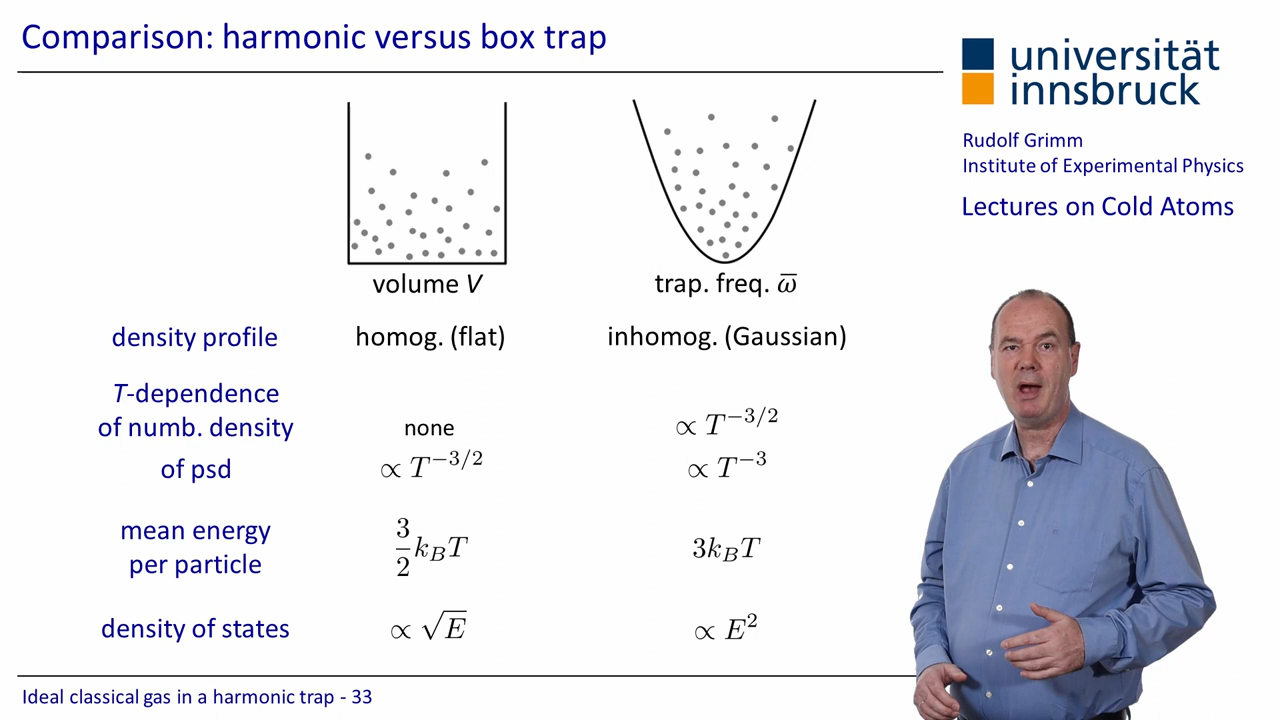 Comparison: harmonic versus box trap
universität
innsbruck
Rudolf Grimm
Institute of Experimental Physics
Lectures on Cold Atoms
volume V
trap. freq. ω̅
density profile
homog. (flat)
inhomog. (Gaussian)
T-dependence
of numb. density
none
∝ T^{−3/2}
of psd
∝ T^{−3/2}
∝ T^{−3}
mean energy
per particle
3/2 k_B T
3k_B T
density of states
∝ √E
∝ E²
Ideal classical gas in a harmonic trap - 33